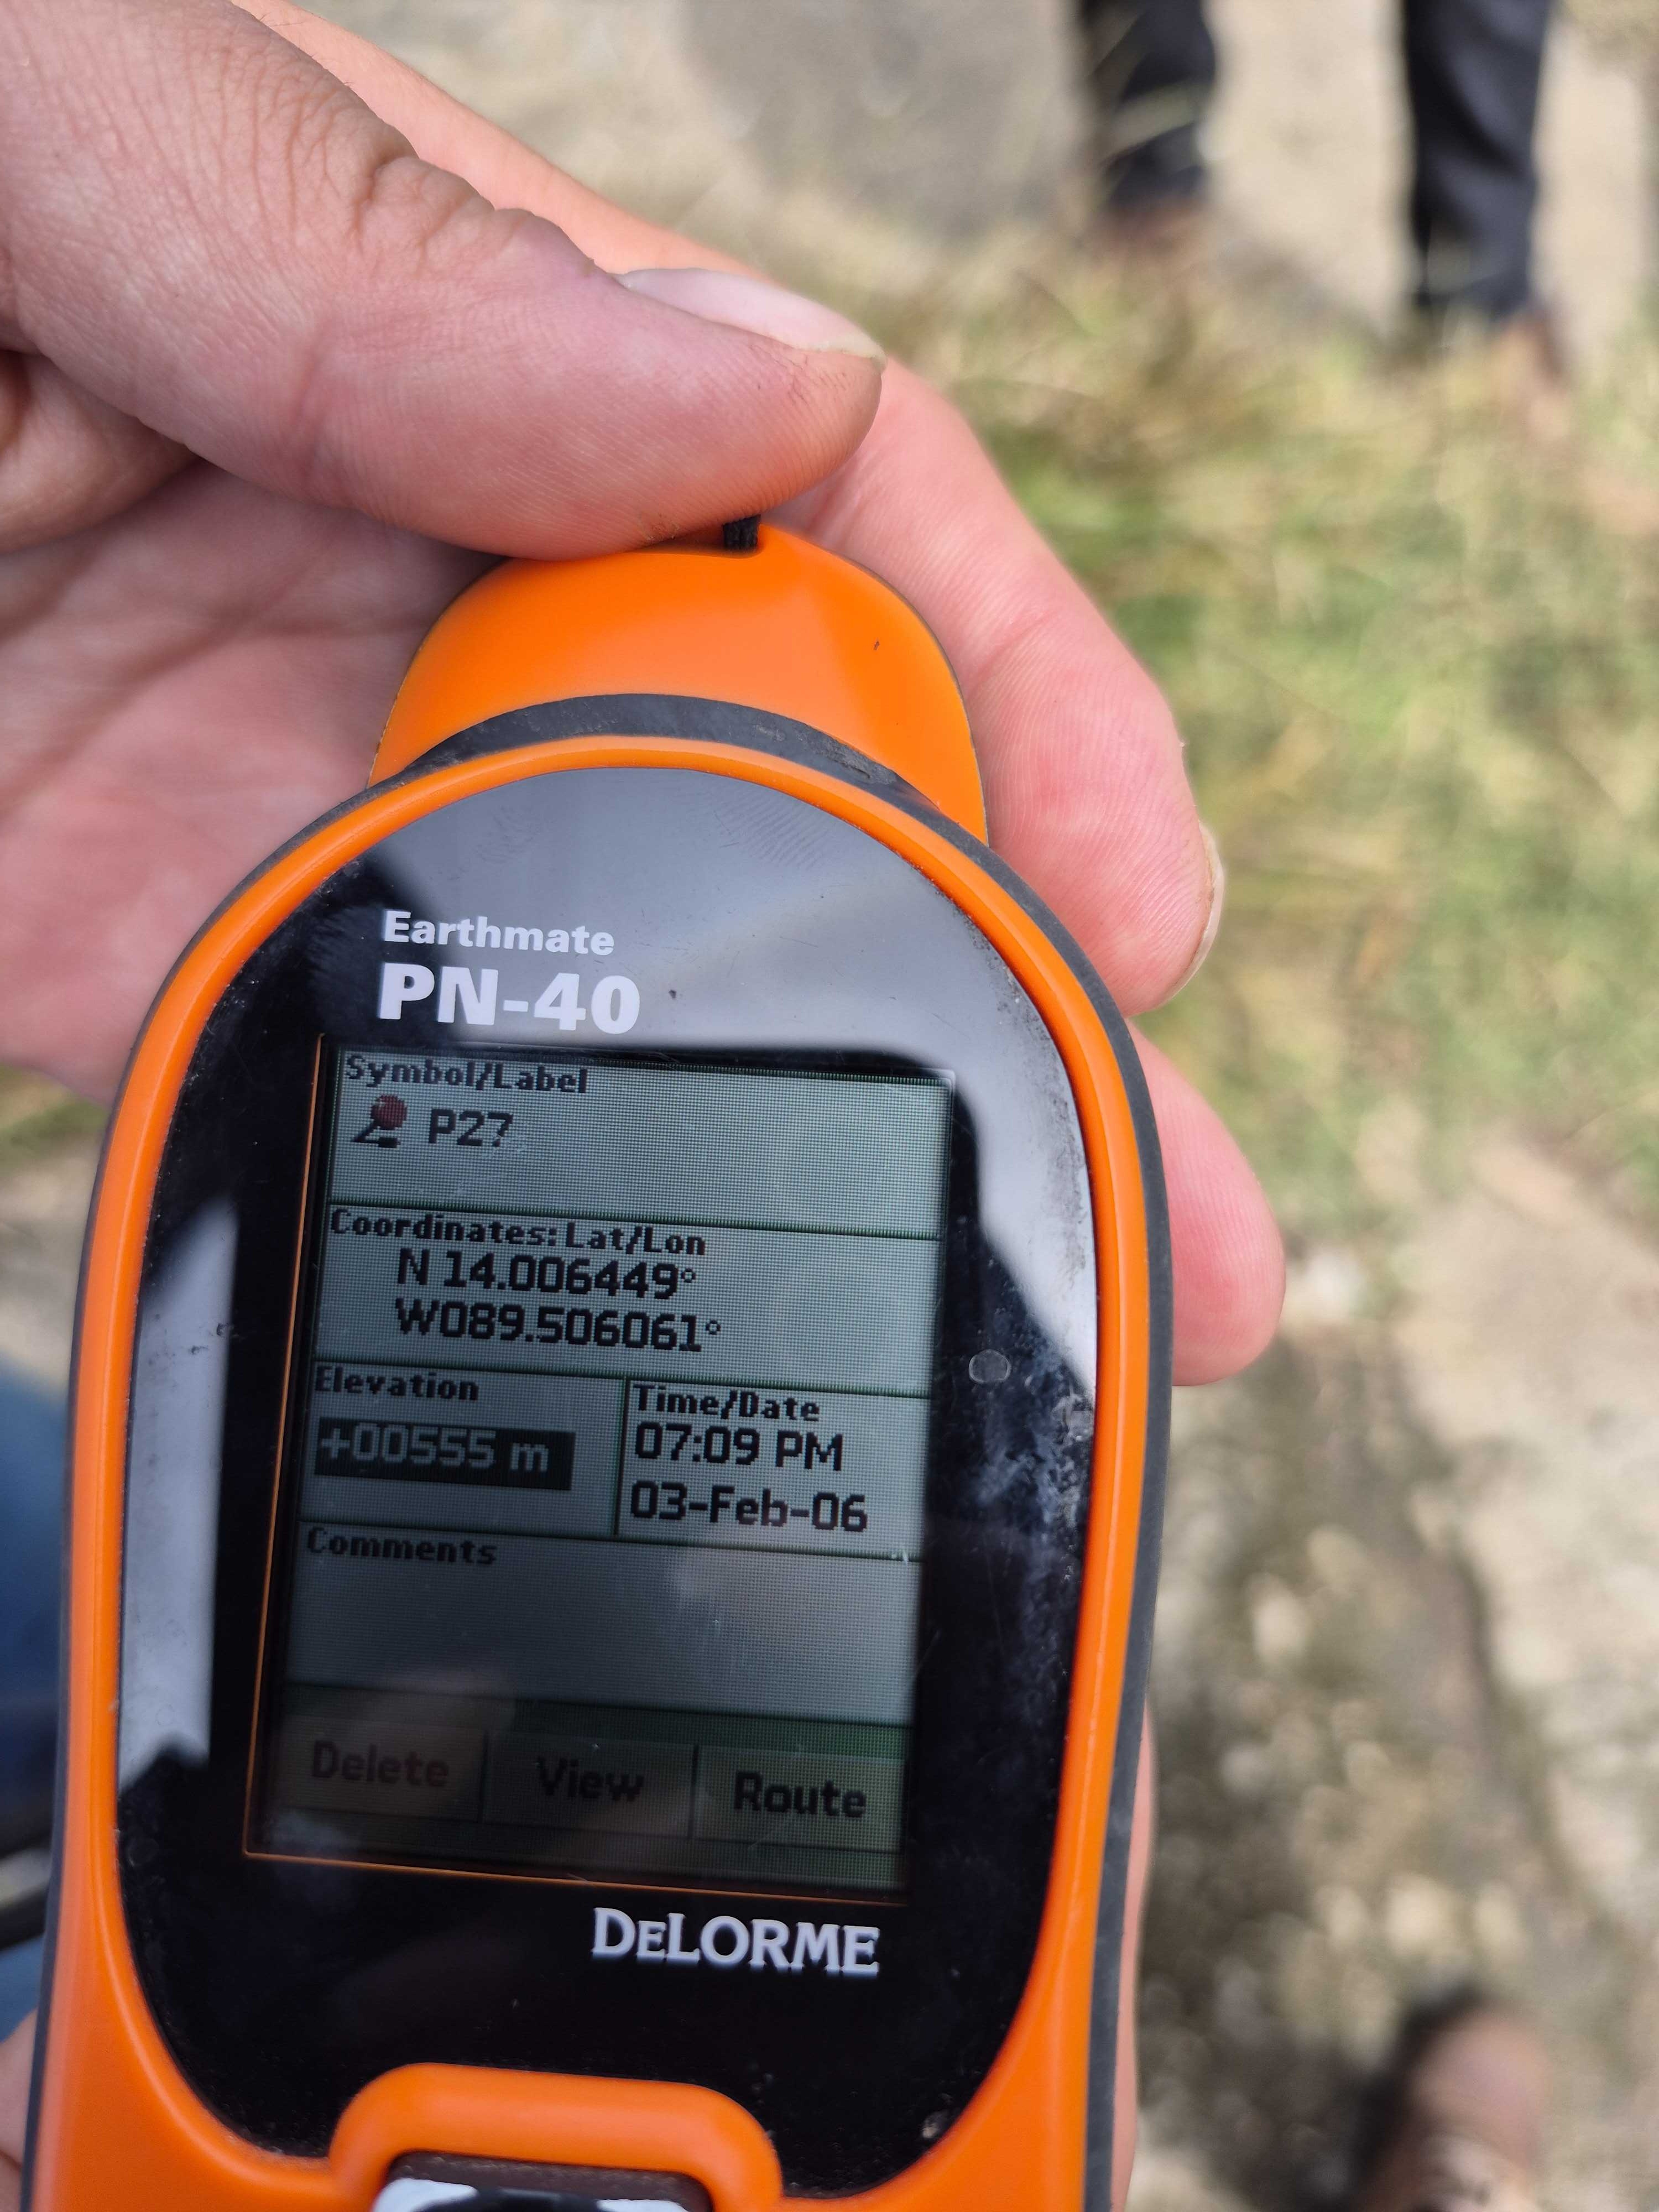 Earthmate
PN-40
Symbol/Label
P27
Coordinates: Lat/Lon
N 14.006449°
W089.506061°
Elevation
+00555 m
Time/Date
07:09 PM
03-Feb-06
Comments
Delete View Route
DELORME